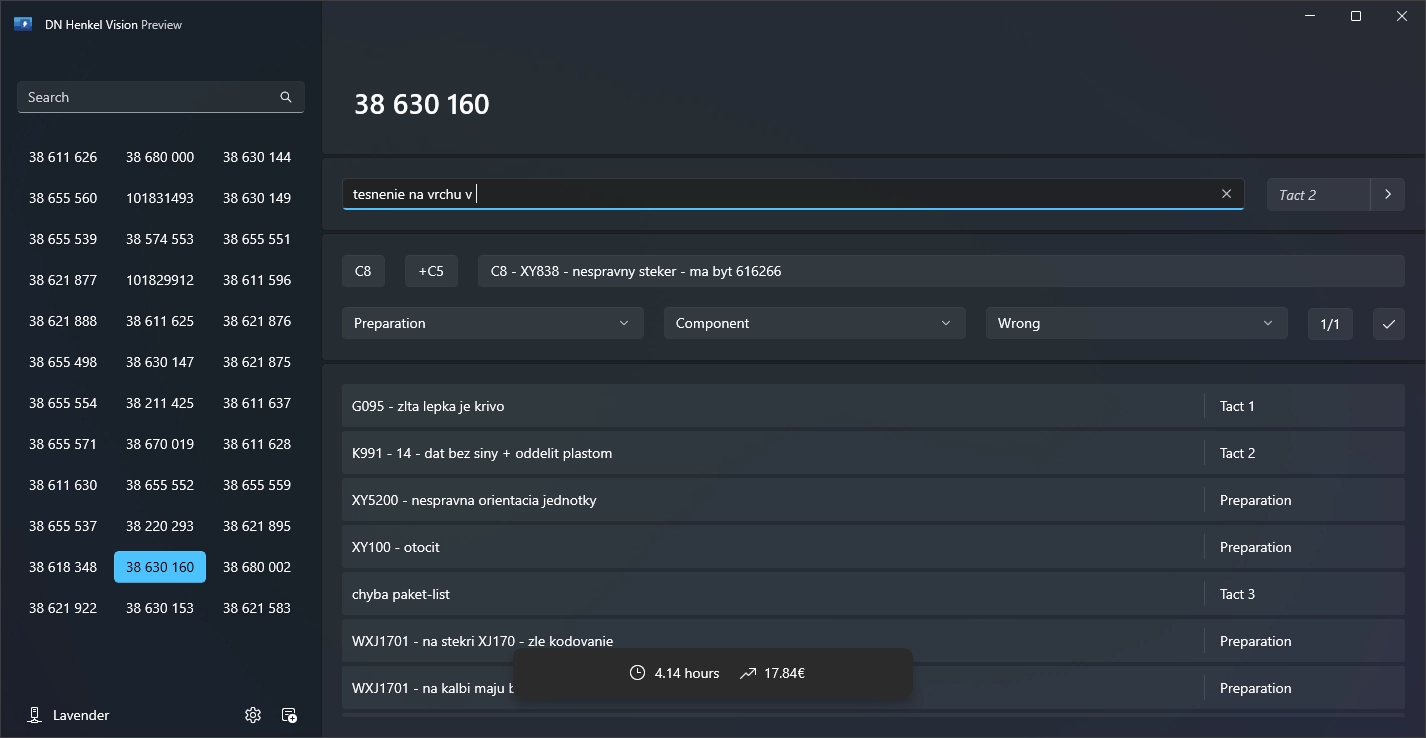 DN Henkel Vision Preview
Search
38 611 626 38 680 000 38 630 144
38 655 560 101831493 38 630 149
38 655 539 38 574 553 38 655 551
38 621 877 101829912 38 611 596
38 621 888 38 611 625 38 621 876
38 655 498 38 630 147 38 621 875
38 655 554 38 211 425 38 611 637
38 655 571 38 670 019 38 611 628
38 611 630 38 655 552 38 655 559
38 655 537 38 220 293 38 621 895
38 618 348 38 630 160 38 680 002
38 621 922 38 630 153 38 621 583
Lavender
38 630 160
tesnenie na vrchu v
Tact 2
C8 +C5 C8 - XY838 - nespravny steker - ma byt 616266
Preparation Component Wrong 1/1
G095 - zlta lepka je krivo Tact 1
K991 - 14 - dat bez siny + oddelit plastom Tact 2
XY5200 - nespravna orientacia jednotky Preparation
XY100 - otocit Preparation
chyba paket-list Tact 3
WXJ1701 - na stekri XJ170 - zle kodovanie Preparation
WXJ1701 - na kalbi maju Preparation
4.14 hours 17.84€